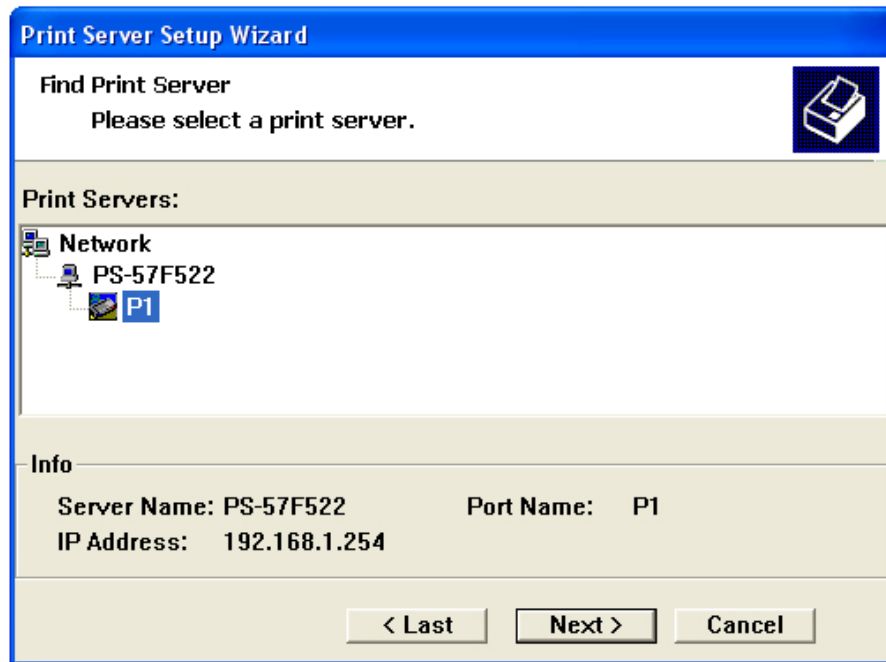 Print Server Setup Wizard
Find Print Server
Please select a print server.
Print Servers:
Network
PS-57F522
P1
Info
Server Name: PS-57F522 Port Name: P1
IP Address: 192.168.1.254
< Last Next > Cancel